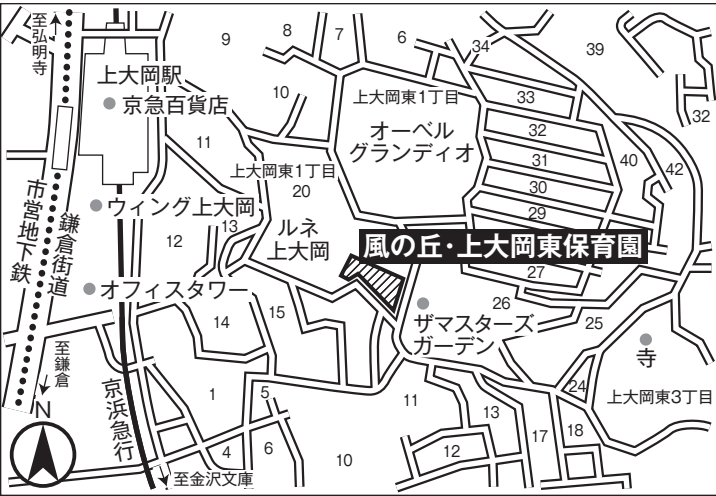 至弘明寺
上大岡駅
京急百貨店
9
8
7
6
34
39
10
上大岡東1丁目
33
32
11
オーベル
グランディオ
32
31
40
42
上大岡東1丁目
20
30
29
市営地下鉄
鎌倉街道
ウィング上大岡
12
13
ルネ
上大岡
風の丘・上大岡東保育園
27
オフィスタワー
14
15
26
ザマスターズ
ガーデン
25
寺
至鎌倉
N
京浜急行
1
5
11
13
24
上大岡東3丁目
4
6
10
12
17
18
至金沢文庫